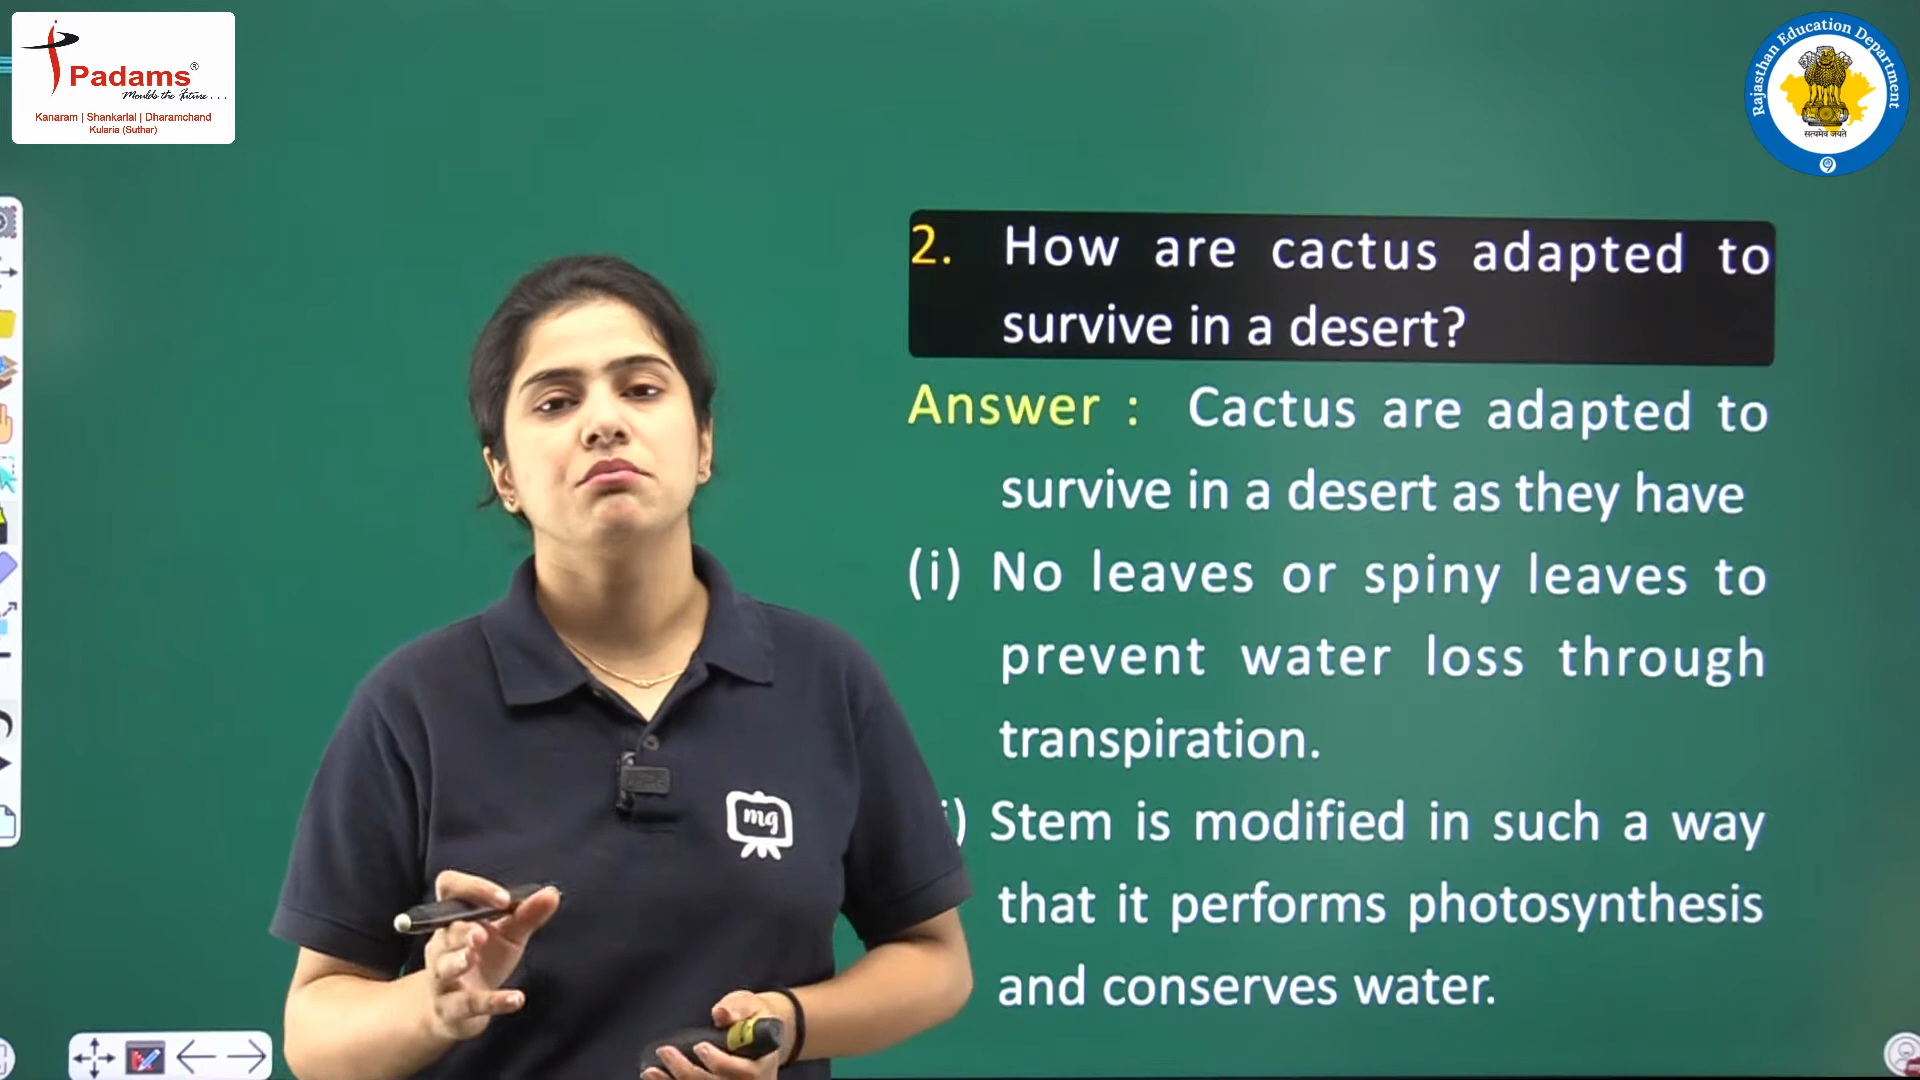 Padams®
Moulds the Future . . .
Kanaram | Shankarlal | Dharamchand
Kularia (Suthar)
Rajasthan Education Department
सत्यमेव जयते
2. How are cactus adapted to
survive in a desert?
Answer : Cactus are adapted to
survive in a desert as they have
(i) No leaves or spiny leaves to
prevent water loss through
transpiration.
i) Stem is modified in such a way
that it performs photosynthesis
and conserves water.
mg